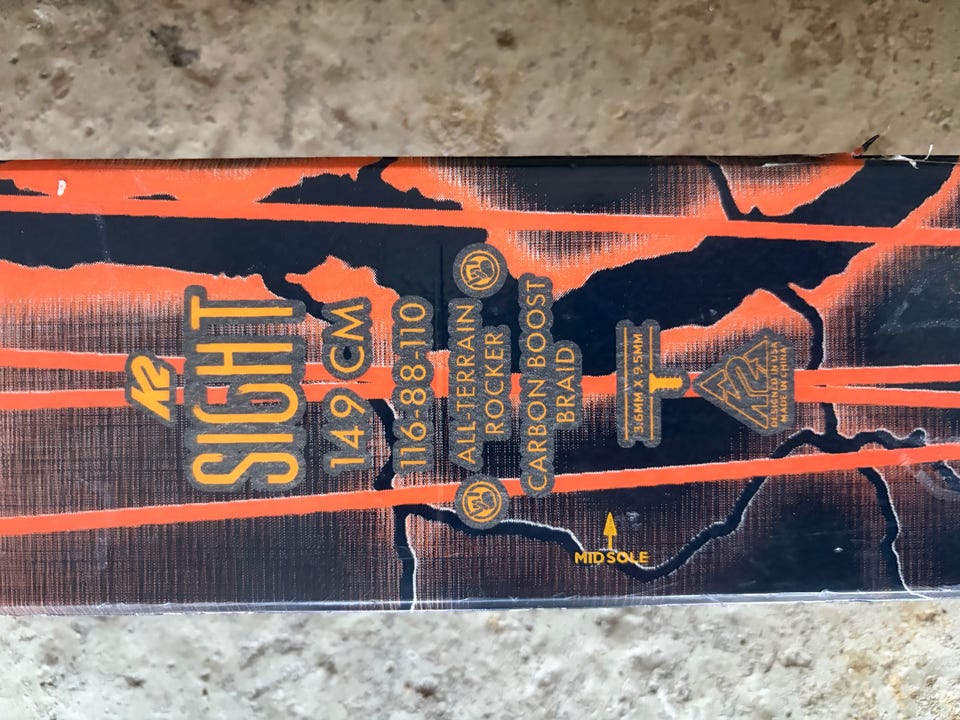 K2
SIGHT
149 CM
116-88-110
ALL-TERRAIN
ROCKER
CARBON BOOST
BRAID
3.6MM X 9.5MM
K2
DESIGNED IN USA
MADE IN CHINA
MIDSOLE